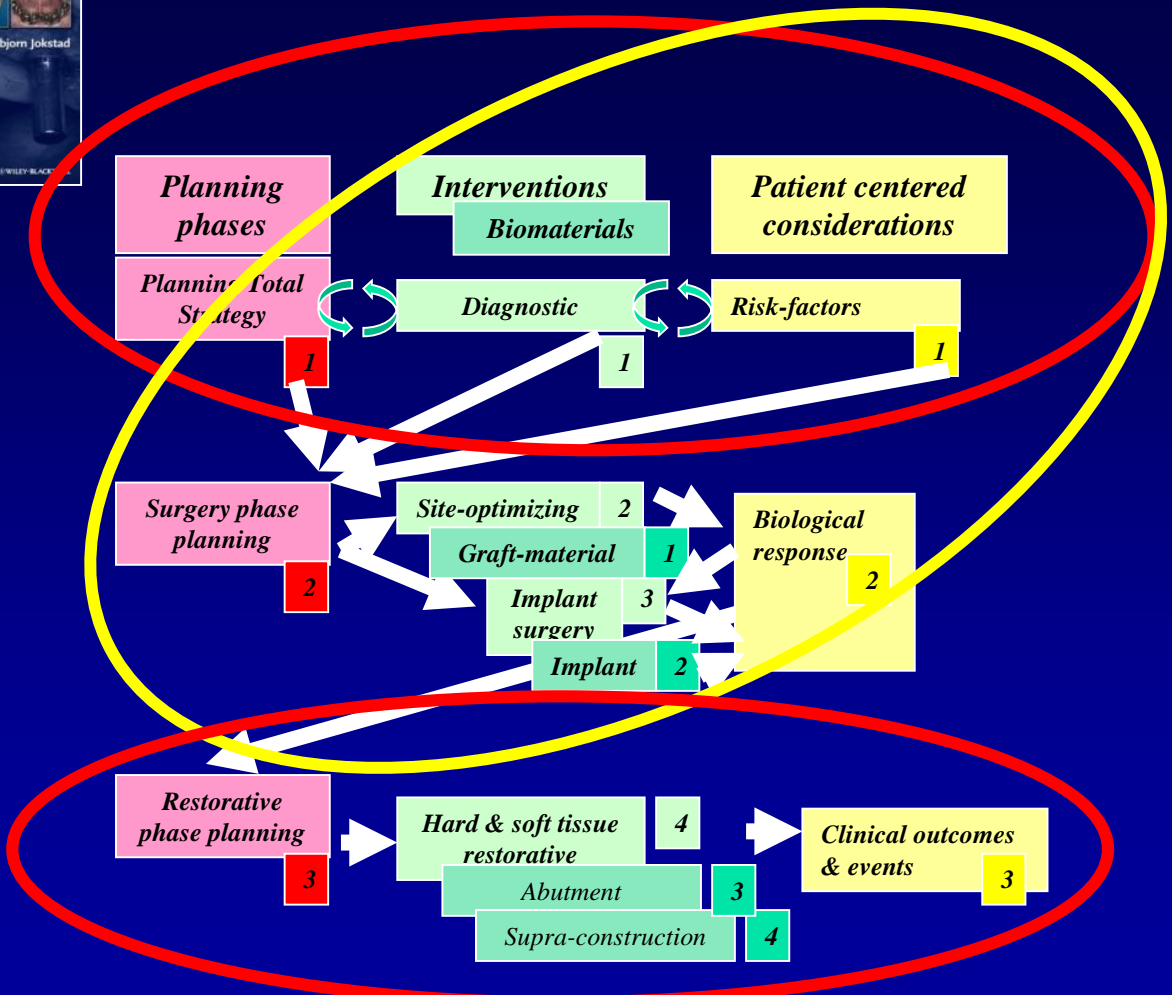 bjorn Jokstad
Planning
phases
Interventions
Biomaterials
Patient centered
considerations
Planning Total
Strategy
1
Diagnostic
1
Risk-factors
1
Surgery phase
planning
2
Site-optimizing 2
Graft-material 1
Implant
surgery
3
Implant 2
Biological
response
2
Restorative
phase planning
3
Hard & soft tissue
restorative
4
Abutment 3
Supra-construction 4
Clinical outcomes
& events
3